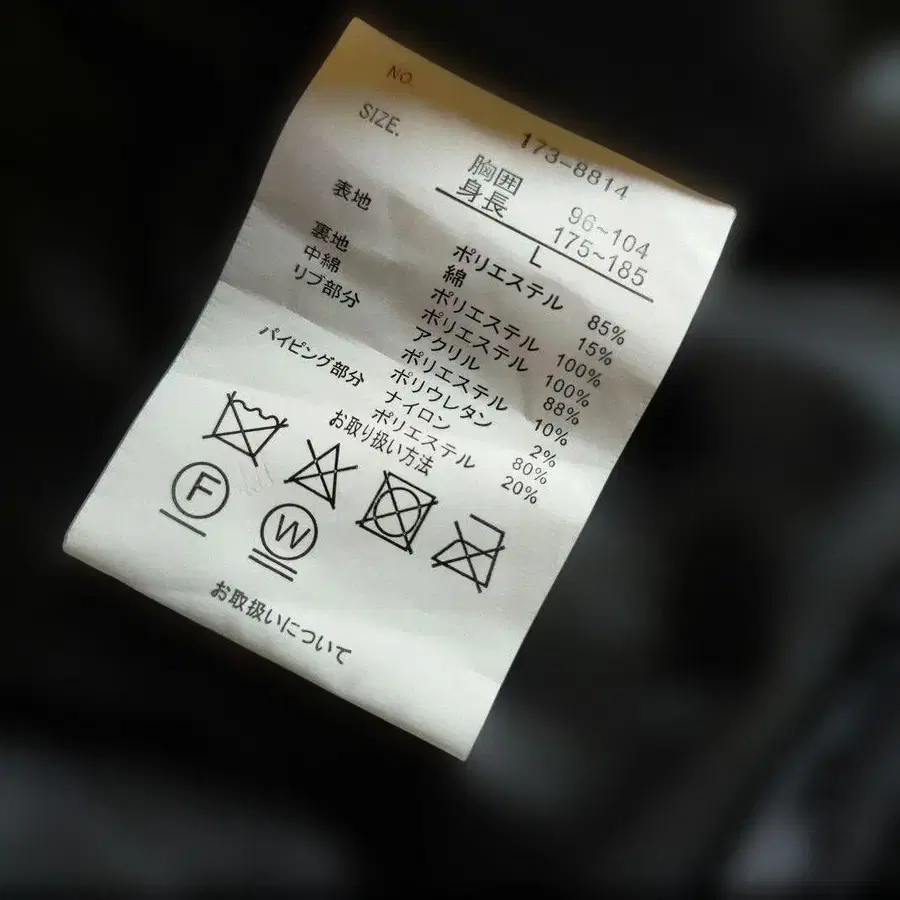 NO. 173-8814
SIZE. 胸囲 96~104
身長 175~185
L
表地 ポリエステル 85%
綿 15%
裏地 ポリエステル 100%
中綿 ポリエステル 100%
リブ部分 アクリル 88%
ポリエステル 10%
ポリウレタン 2%
パイピング部分 ナイロン 80%
ポリエステル 20%
お取り扱い方法
F
W
お取扱いについて